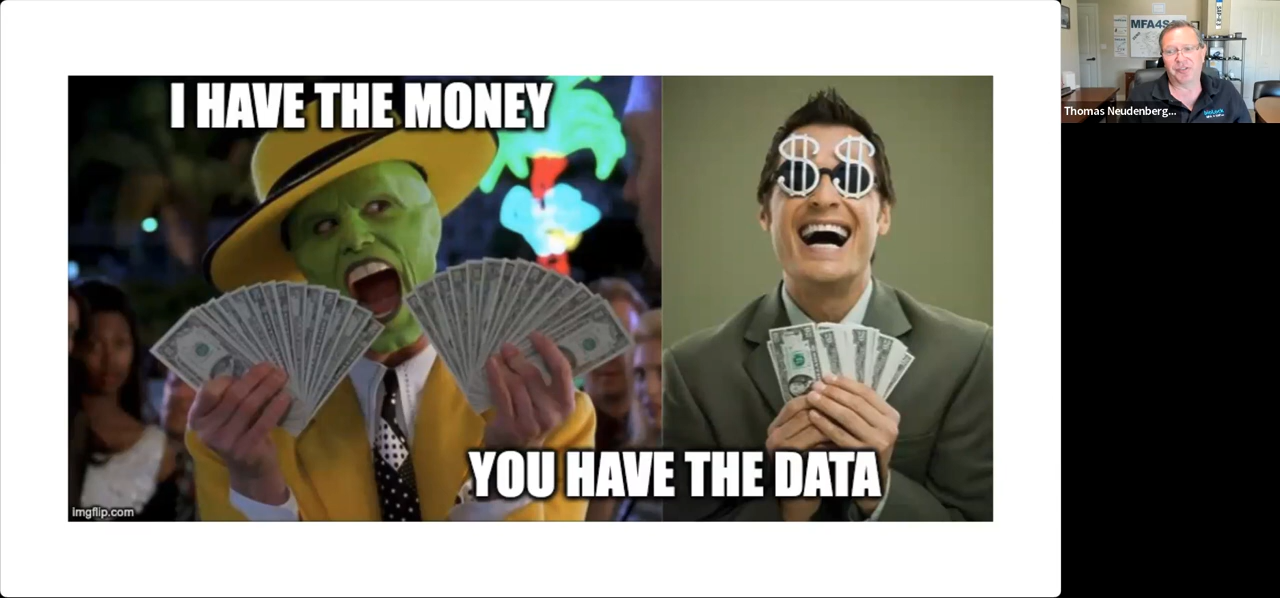 I HAVE THE MONEY
YOU HAVE THE DATA
imgflip.com
MFA4S
Thomas Neudenberg...